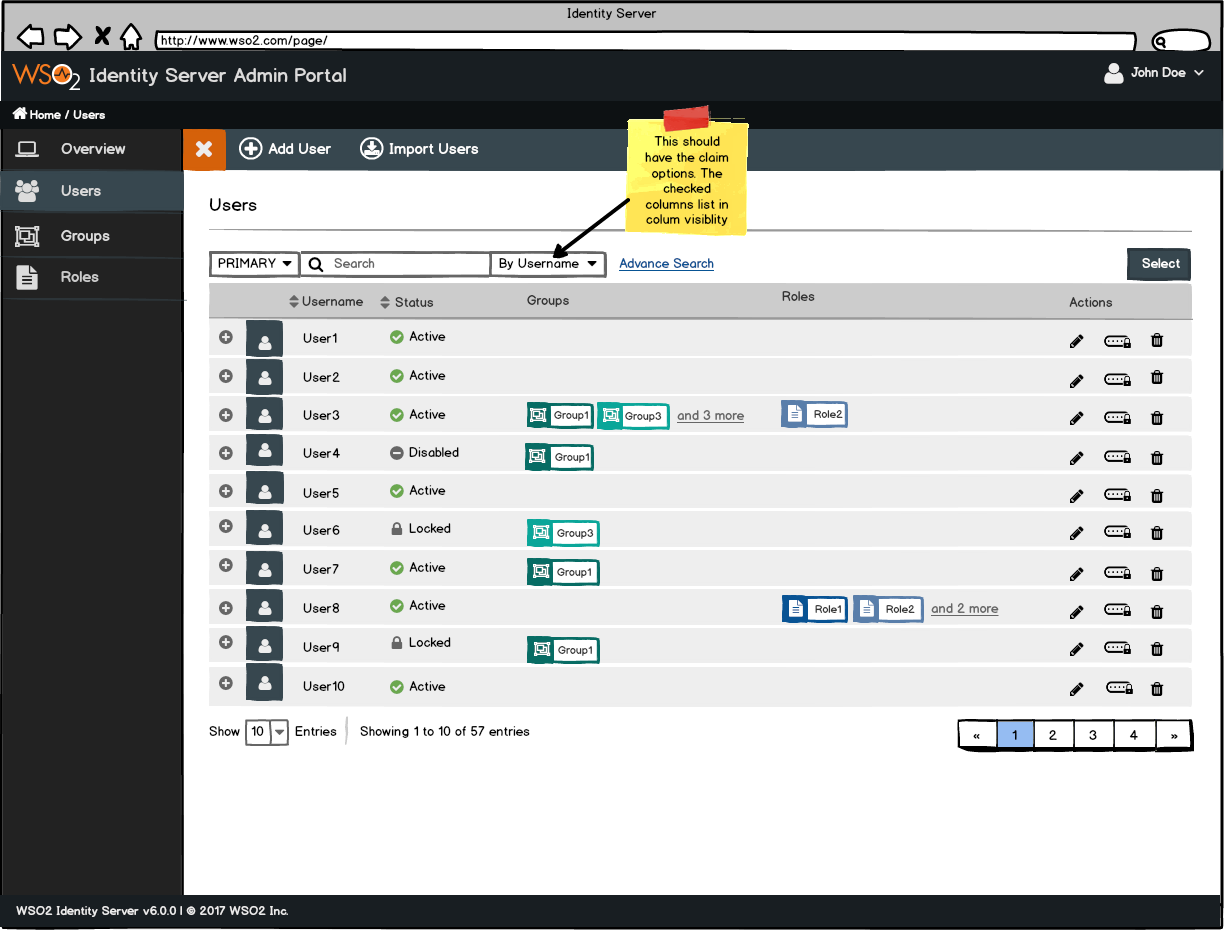 Identity Server
http://www.wso2.com/page/
WSO2 Identity Server Admin Portal
John Doe
Home / Users
Overview
Users
Groups
Roles
Add User
Import Users
This should
have the claim
options. The
checked
columns list in
colum visiblity
Users
PRIMARY
Search
By Username
Advance Search
Select
Username Status Groups Roles Actions
User1 Active
User2 Active
User3 Active Group1 Group3 and 3 more Role2
User4 Disabled Group1
User5 Active
User6 Locked Group3
User7 Active Group1
User8 Active Role1 Role2 and 2 more
User9 Locked Group1
User10 Active
Show 10 Entries Showing 1 to 10 of 57 entries
« 1 2 3 4 »
WSO2 Identity Server v6.0.0 | © 2017 WSO2 Inc.